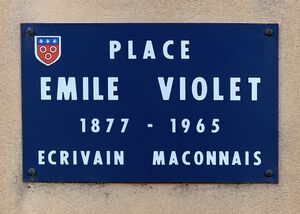 PLACE
EMILE VIOLET
1877 - 1965
ECRIVAIN MACONNAIS